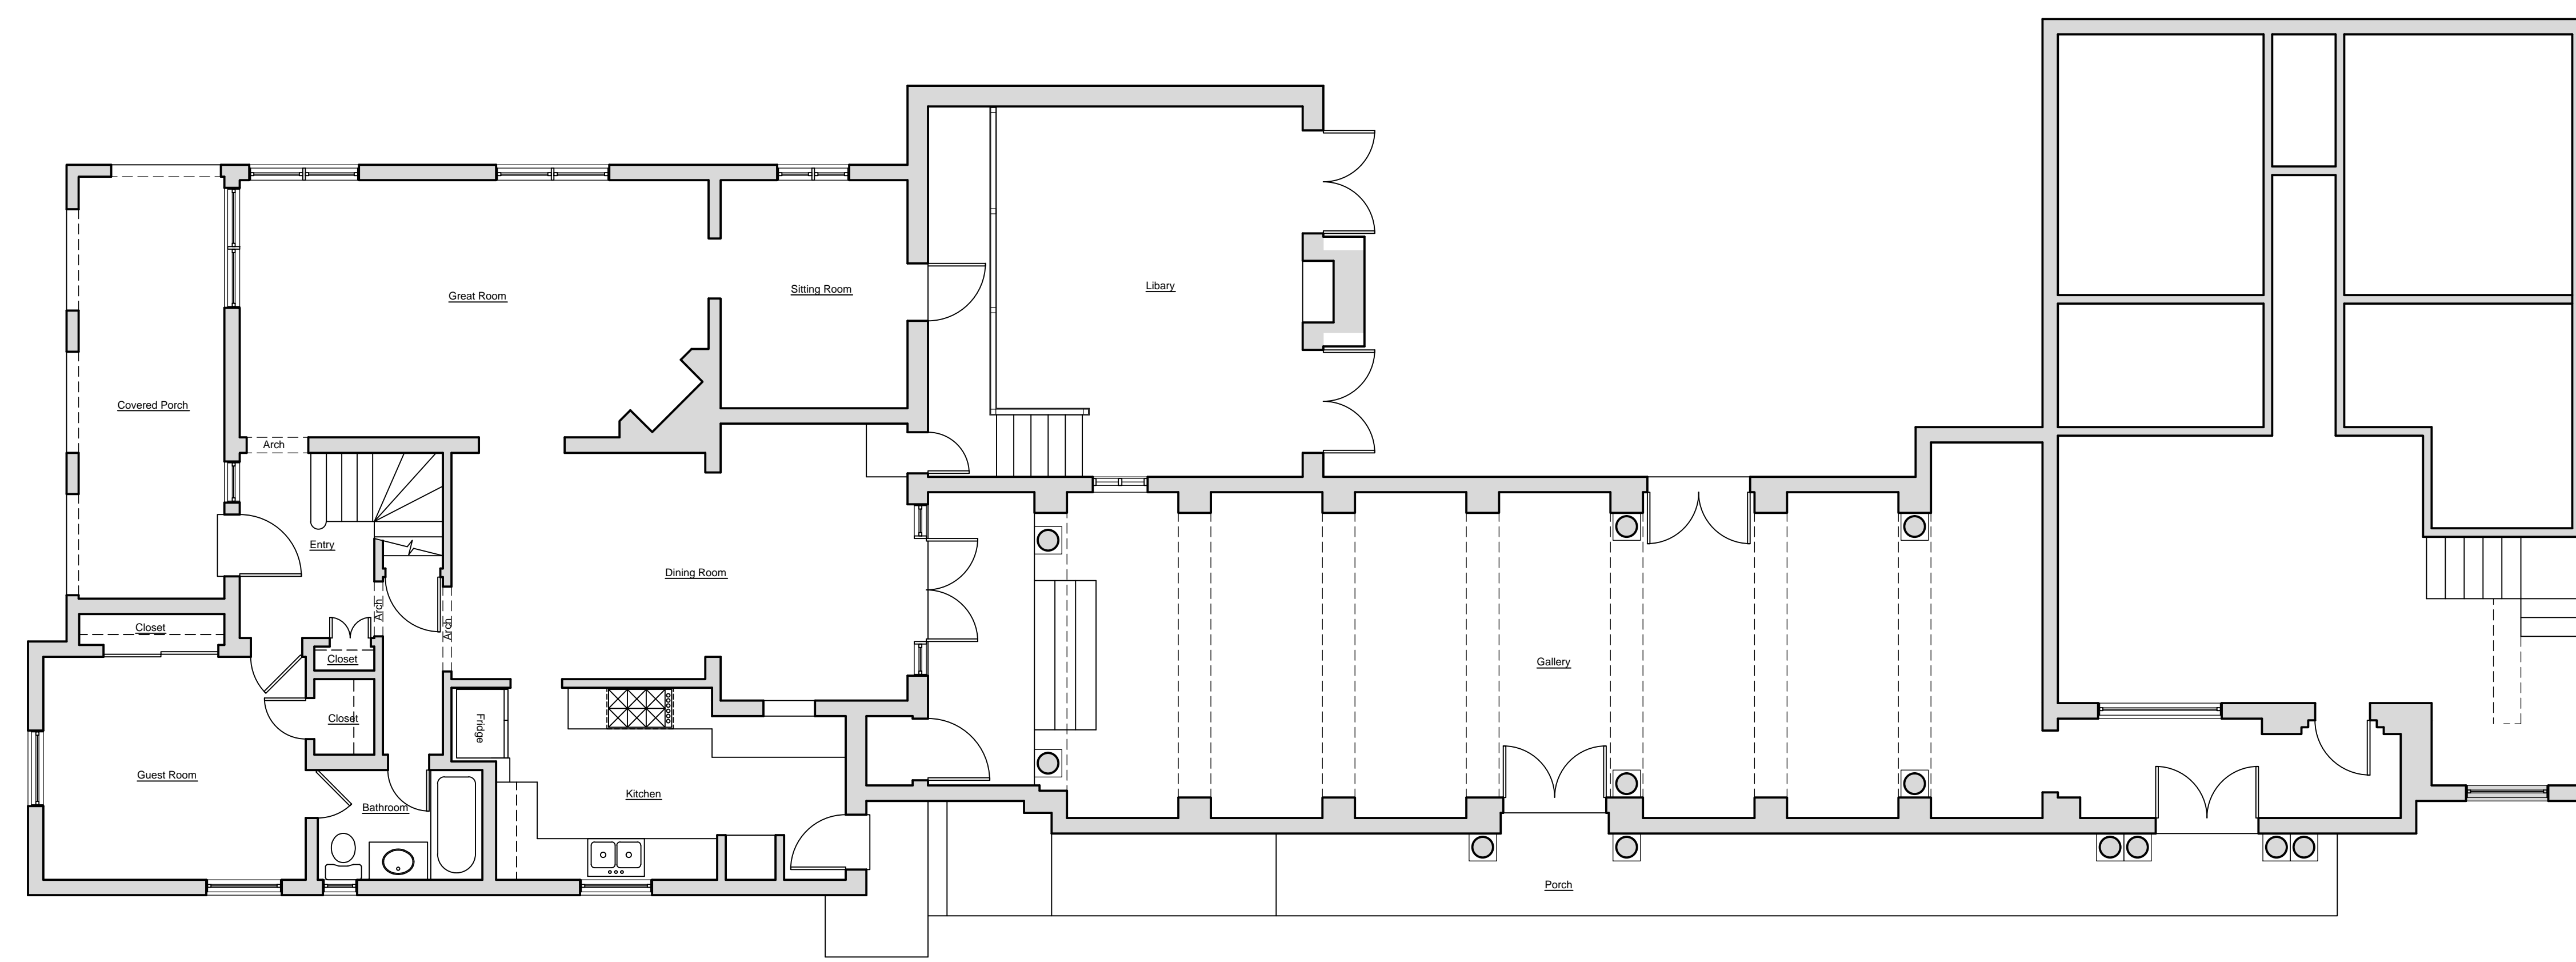 Great Room
Sitting Room
Libary
Covered Porch
Arch
Entry
Dining Room
Arch
Arch
Closet
Closet
Gallery
Closet
Fridge
Guest Room
Kitchen
Bathroom
Porch